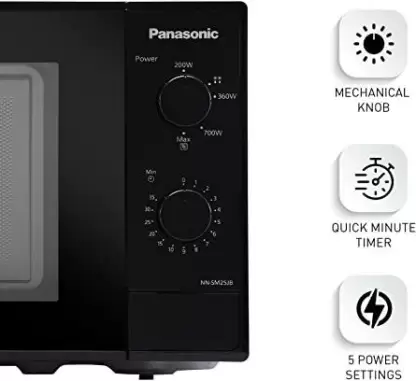 Panasonic
Power
200W
360W
700W
Max
Min
0
1
2
3
4
5
6
7
8
9
10
15
20
25
30
35
NN-SM25JB
MECHANICAL
KNOB
QUICK MINUTE
TIMER
5 POWER
SETTINGS